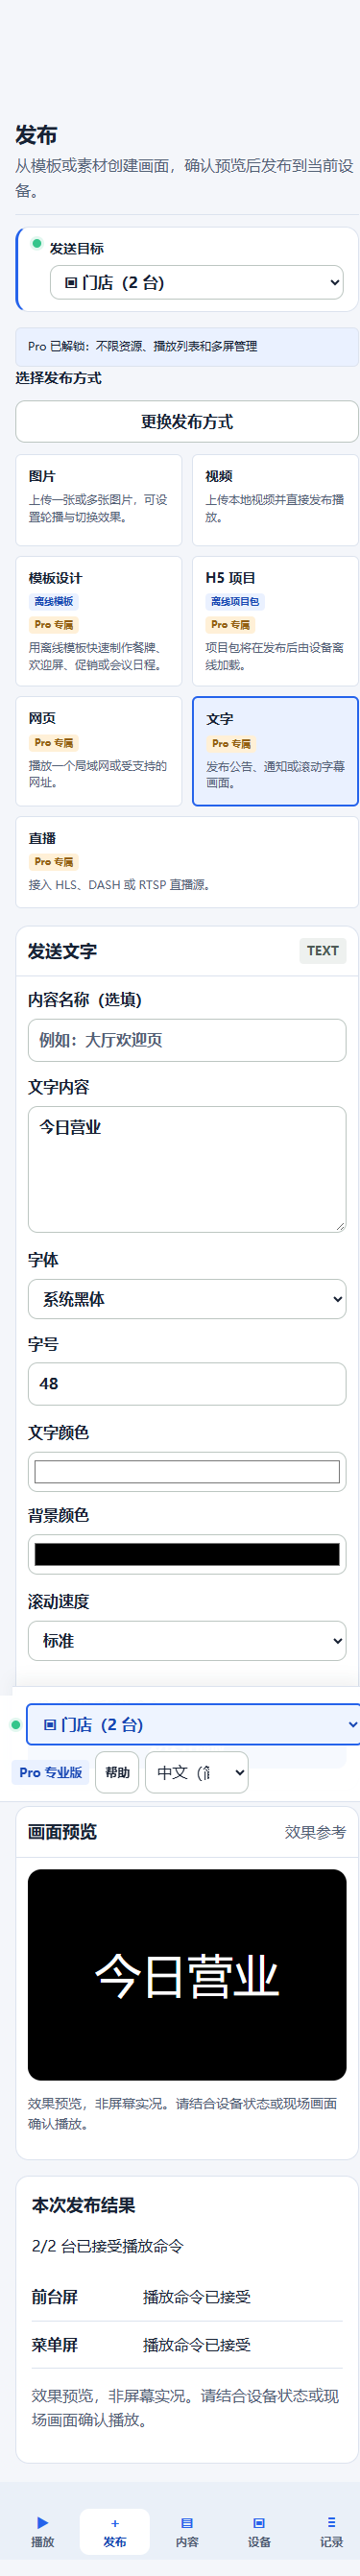 发布
从模板或素材创建画面，确认预览后发布到当前设
备。
发送目标
▣ 门店（2 台）
Pro 已解锁：不限资源、播放列表和多屏管理
选择发布方式
更换发布方式
图片
上传一张或多张图片，可设
置轮播与切换效果。
视频
上传本地视频并直接发布播
放。
模板设计
离线模板
Pro 专属
用离线模板快速制作餐牌、
欢迎屏、促销或会议日程。
H5 项目
离线项目包
Pro 专属
项目包将在发布后由设备离
线加载。
网页
Pro 专属
播放一个局域网或受支持的
网址。
文字
Pro 专属
发布公告、通知或滚动字幕
画面。
直播
Pro 专属
接入 HLS、DASH 或 RTSP 直播源。
发送文字
TEXT
内容名称（选填）
例如：大厅欢迎页
文字内容
今日营业
字体
系统黑体
字号
48
文字颜色
背景颜色
滚动速度
标准
▣ 门店（2 台）
Pro 专业版
帮助
中文（
画面预览
效果参考
今日营业
效果预览，非屏幕实况。请结合设备状态或现场画面
确认播放。
本次发布结果
2/2 台已接受播放命令
前台屏 播放命令已接受
菜单屏 播放命令已接受
效果预览，非屏幕实况。请结合设备状态或现
场画面确认播放。
播放
发布
内容
设备
记录